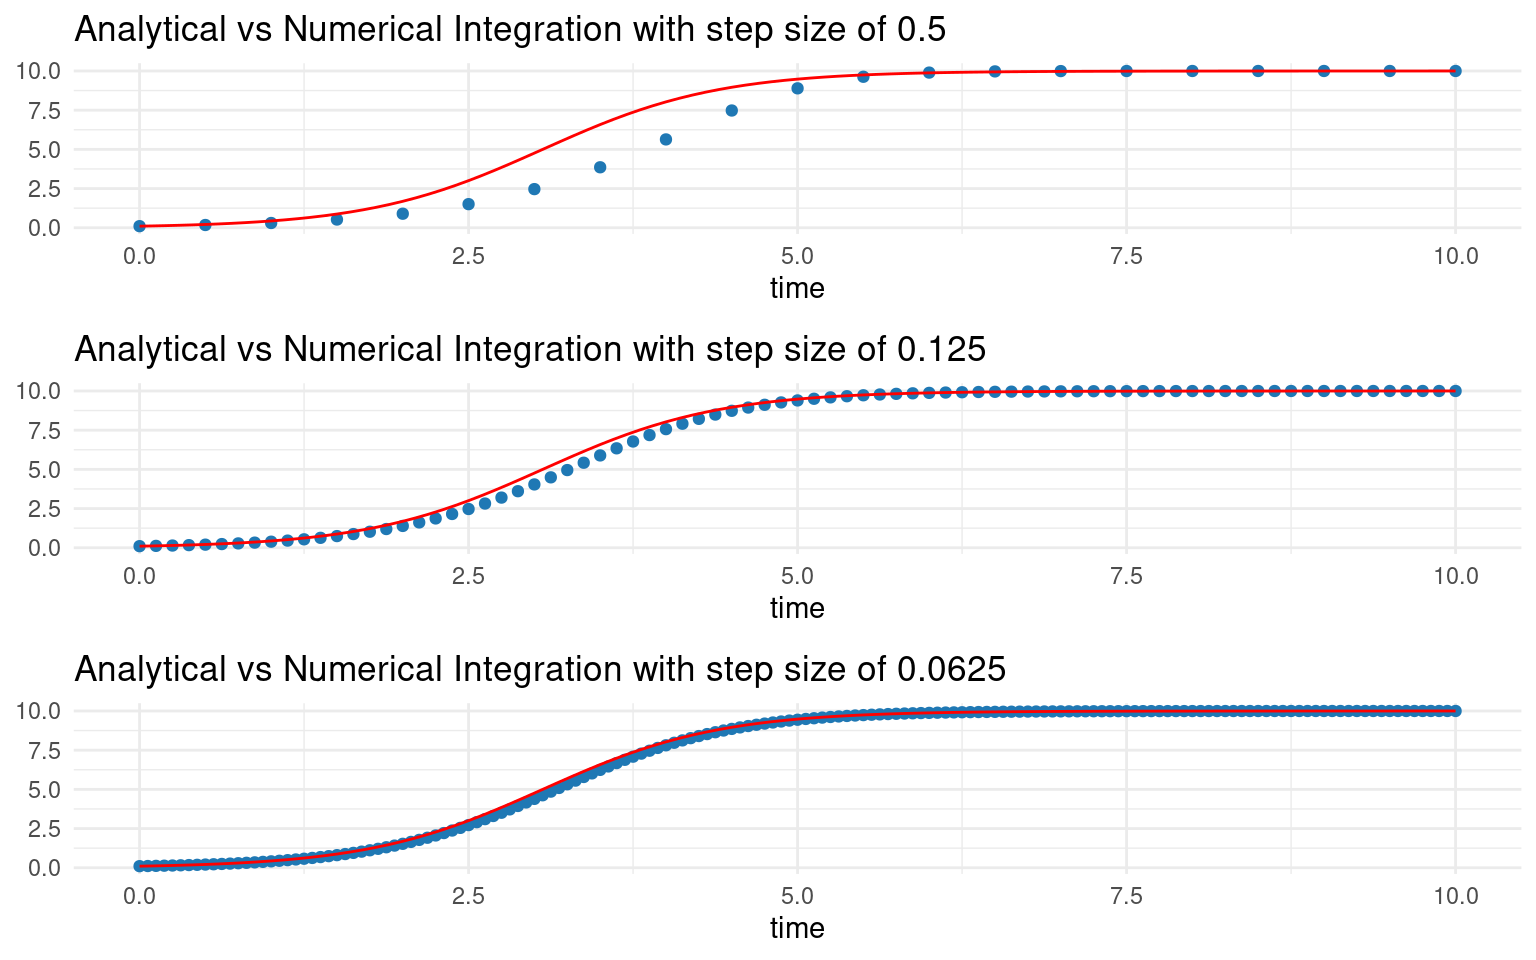 Analytical vs Numerical Integration with step size of 0.5
10.0
7.5
5.0
2.5
0.0
0.0 2.5 5.0 7.5 10.0
time
Analytical vs Numerical Integration with step size of 0.125
10.0
7.5
5.0
2.5
0.0
0.0 2.5 5.0 7.5 10.0
time
Analytical vs Numerical Integration with step size of 0.0625
10.0
7.5
5.0
2.5
0.0
0.0 2.5 5.0 7.5 10.0
time